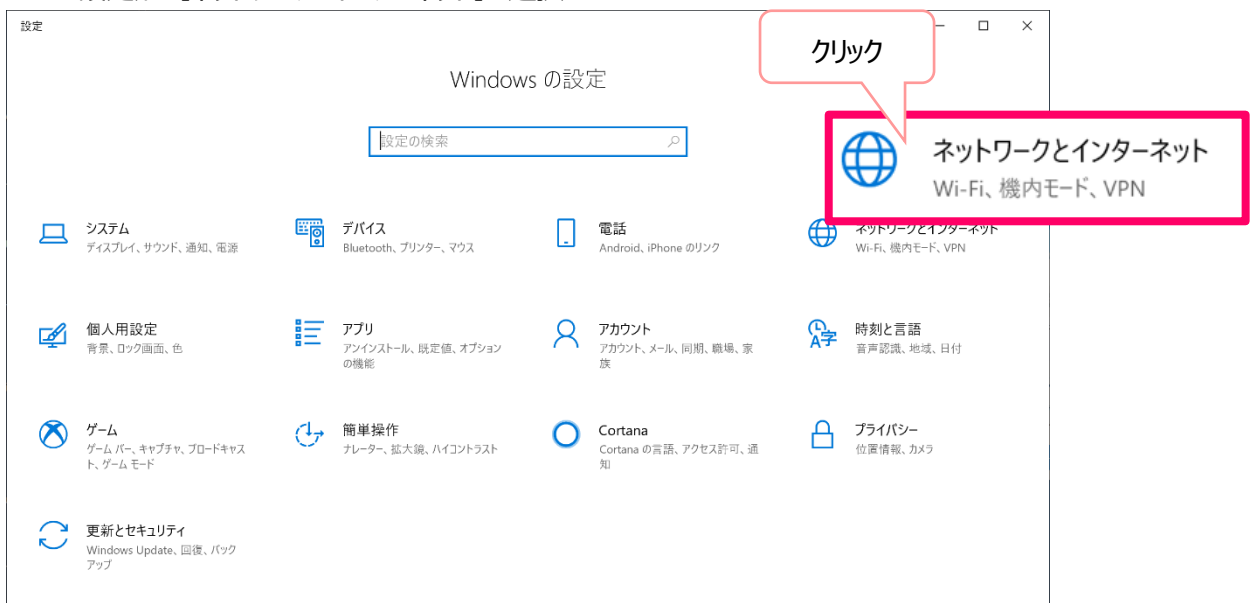 設定
クリック
Windows の設定
設定の検索
ネットワークとインターネット
Wi-Fi、機内モード、VPN
システム
ディスプレイ、サウンド、通知、電源
デバイス
Bluetooth、プリンター、マウス
電話
Android、iPhone のリンク
ネットワークとインターネット
Wi-Fi、機内モード、VPN
個人用設定
背景、ロック画面、色
アプリ
アンインストール、既定値、オプション
の機能
アカウント
アカウント、メール、同期、職場、家
族
時刻と言語
音声認識、地域、日付
ゲーム
ゲーム バー、キャプチャ、ブロードキャス
ト、ゲーム モード
簡単操作
ナレーター、拡大鏡、ハイコントラスト
Cortana
Cortana の言語、アクセス許可、通
知
プライバシー
位置情報、カメラ
更新とセキュリティ
Windows Update、回復、バック
アップ